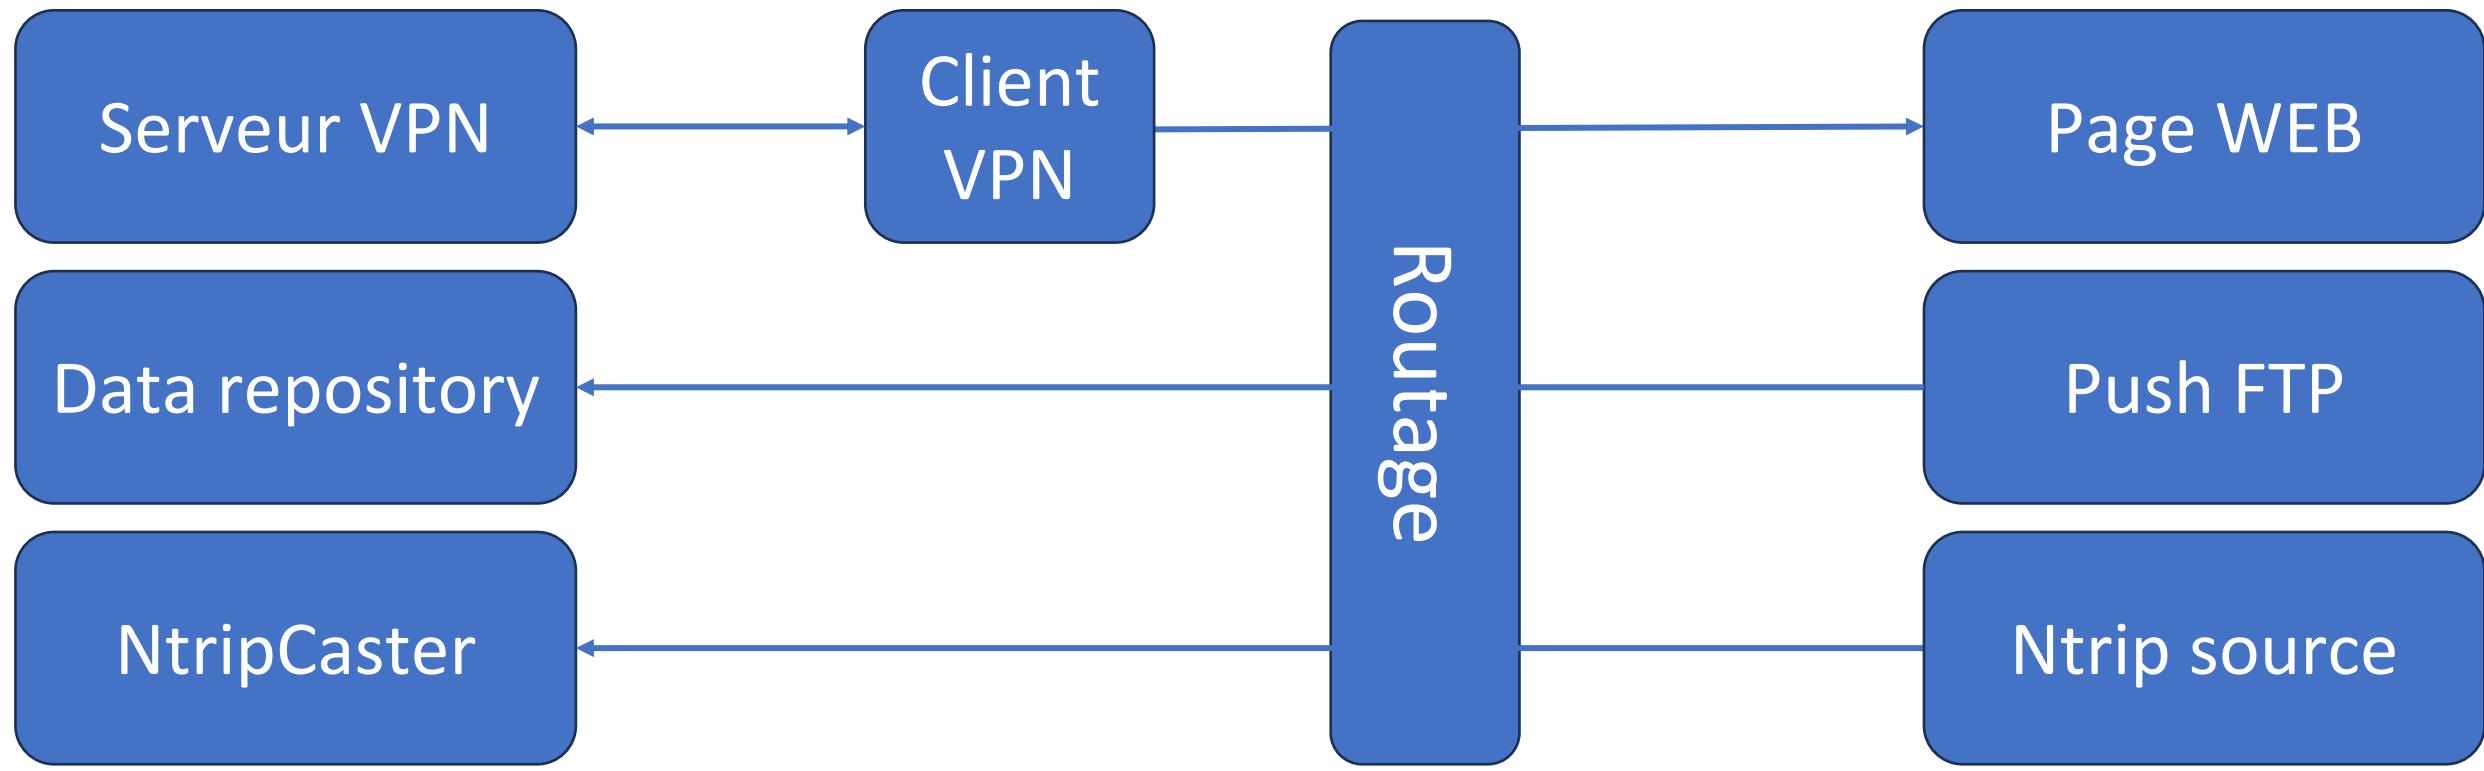 Serveur VPN
Client
VPN
Routage
Page WEB
Data repository
Push FTP
NtripCaster
Ntrip source